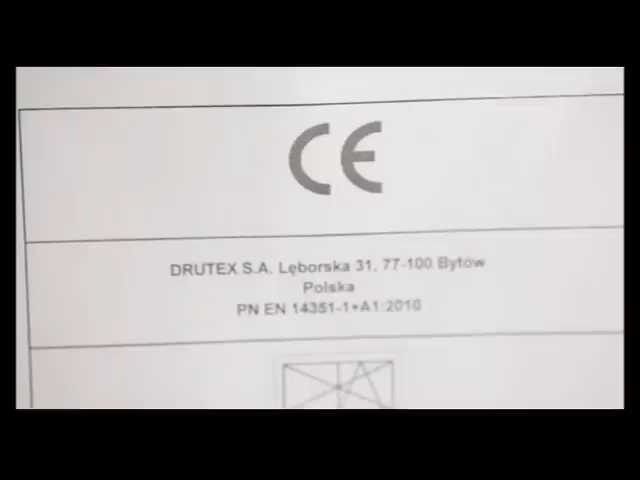 CE
DRUTEX S.A. Lęborska 31, 77-100 Bytów
Polska
PN EN 14351-1+A1:2010